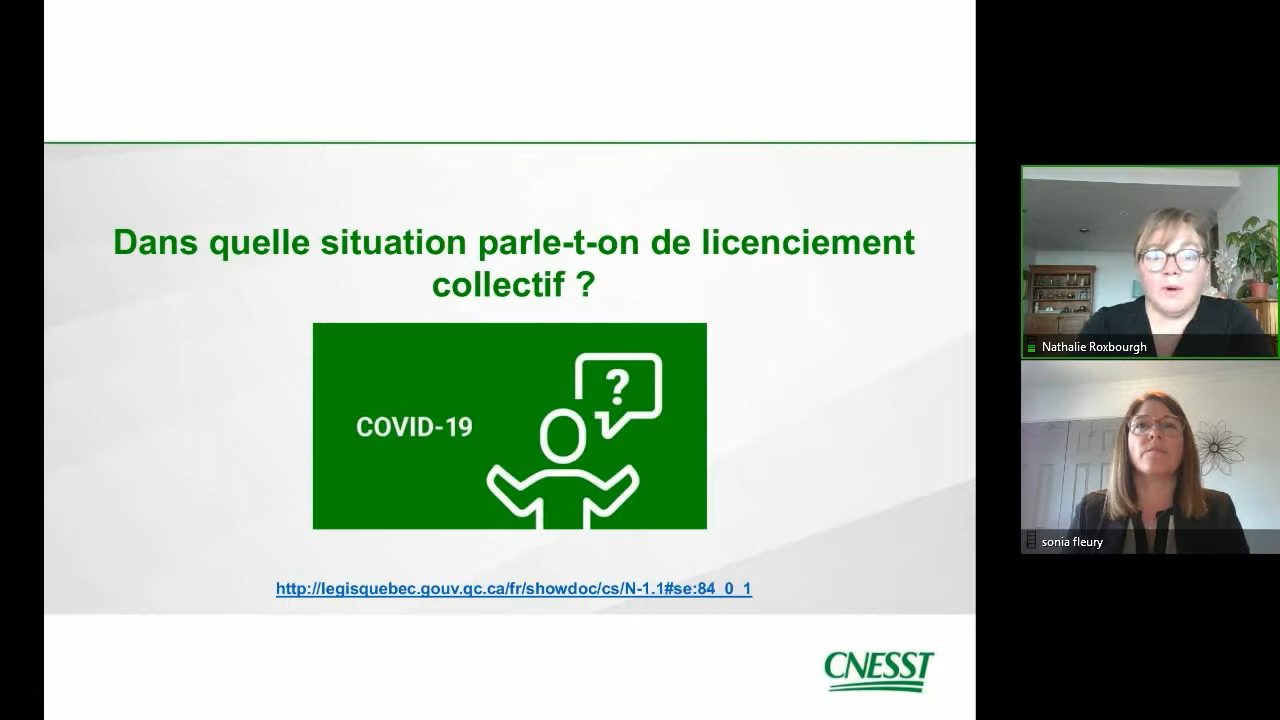 Dans quelle situation parle-t-on de licenciement
collectif ?
COVID-19
?
http://legisquebec.gouv.qc.ca/fr/showdoc/cs/N-1.1#se:84_0_1
CNESST
Nathalie Roxbourgh
sonia fleury